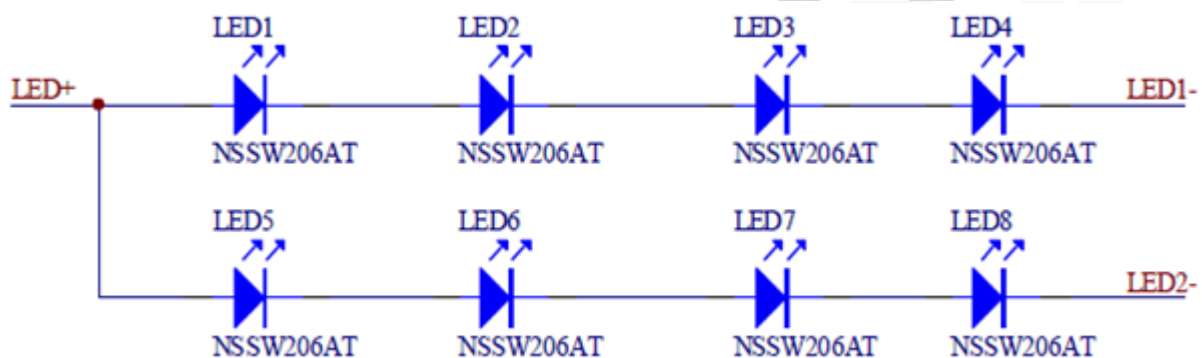 LED1 LED2 LED3 LED4
LED+ LED1-
NSSW206AT NSSW206AT NSSW206AT NSSW206AT
LED5 LED6 LED7 LED8
LED2-
NSSW206AT NSSW206AT NSSW206AT NSSW206AT